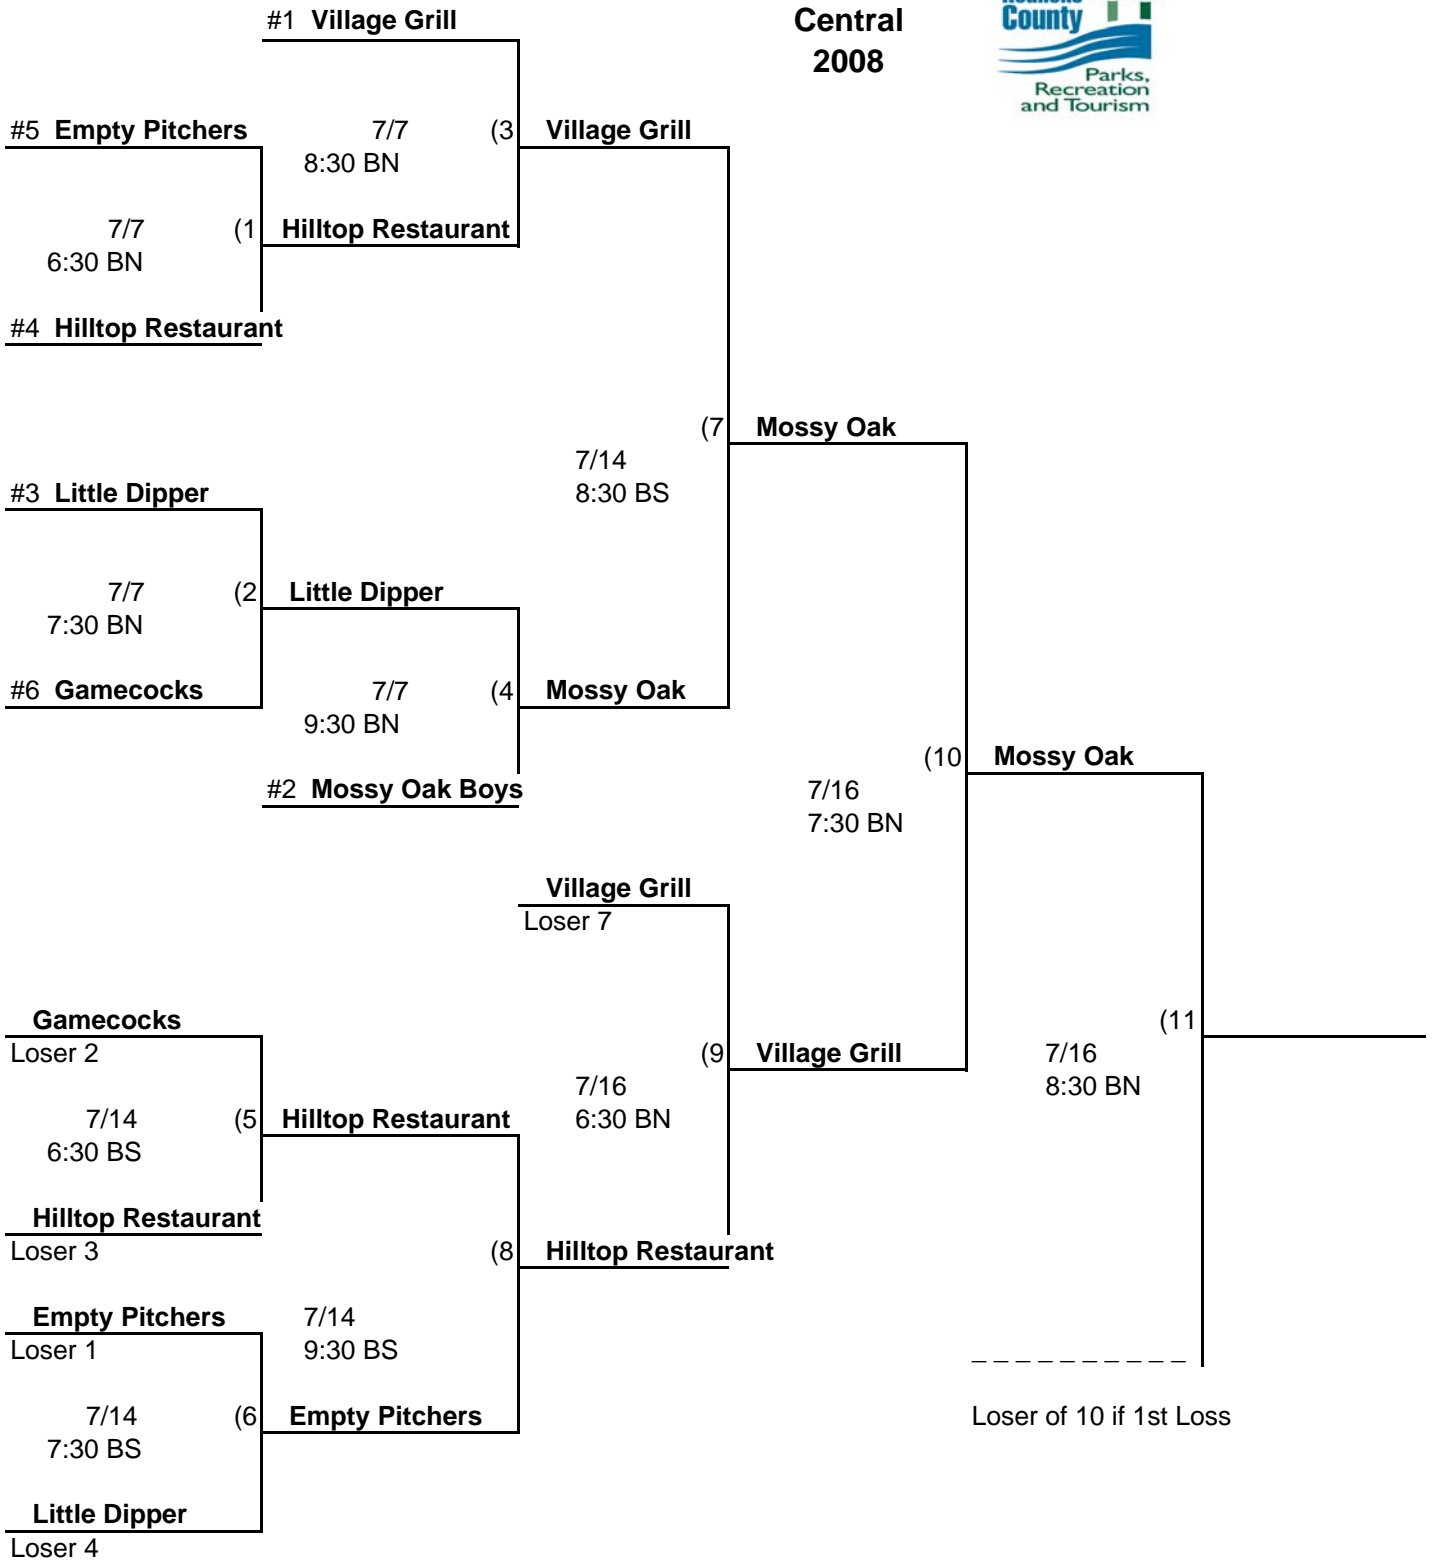 #1 Village Grill
Central
2008
County
Parks,
Recreation
and Tourism
#5 Empty Pitchers
7/7
(3
Village Grill
8:30 BN
7/7
(1
Hilltop Restaurant
6:30 BN
#4 Hilltop Restaurant
(7
Mossy Oak
7/14
#3 Little Dipper
8:30 BS
7/7
(2
Little Dipper
7:30 BN
#6 Gamecocks
7/7
(4
Mossy Oak
9:30 BN
(10
Mossy Oak
#2 Mossy Oak Boys
7/16
7:30 BN
Village Grill
Loser 7
Gamecocks
(11
Loser 2
(9
Village Grill
7/16
7/16
8:30 BN
7/14
(5
Hilltop Restaurant
6:30 BN
6:30 BS
Hilltop Restaurant
Loser 3
(8
Hilltop Restaurant
Empty Pitchers
7/14
Loser 1
9:30 BS
7/14
(6
Empty Pitchers
Loser of 10 if 1st Loss
7:30 BS
Little Dipper
Loser 4